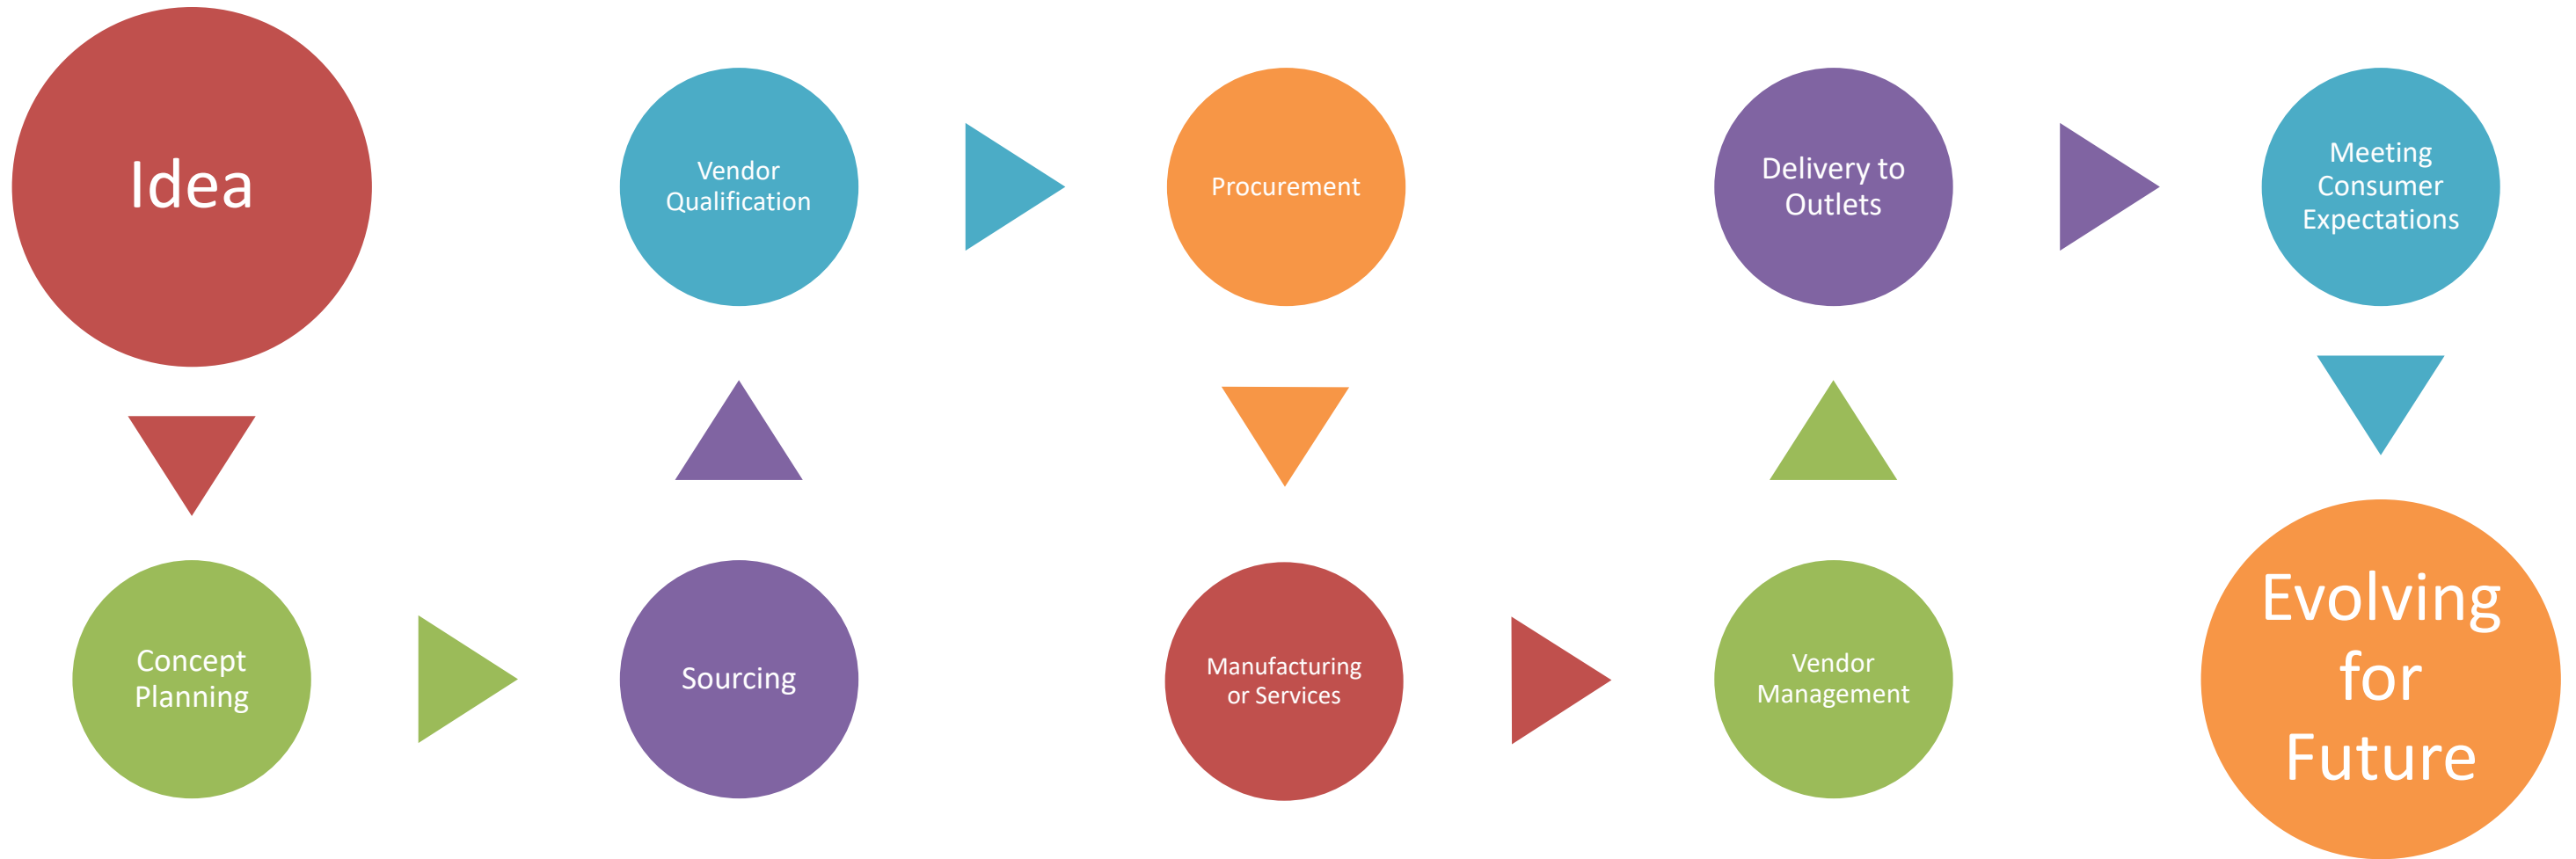 Idea
Concept
Planning
Sourcing
Vendor
Qualification
Procurement
Manufacturing
or Services
Vendor
Management
Delivery to
Outlets
Meeting
Consumer
Expectations
Evolving
for
Future